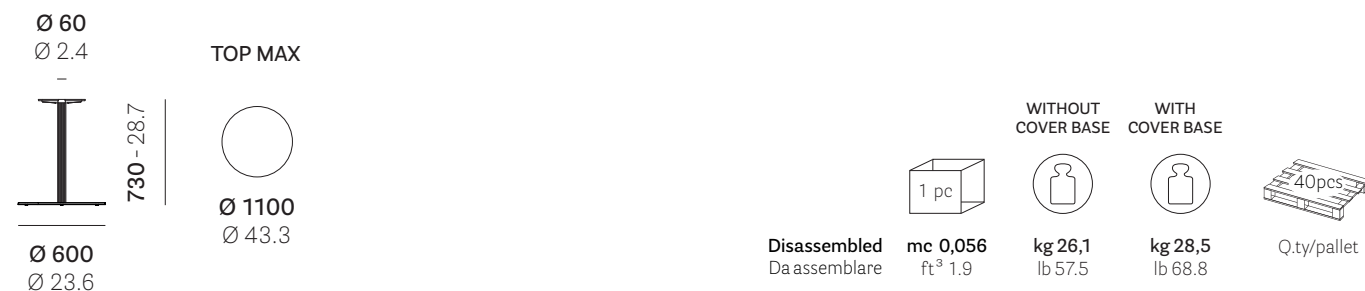 Ø 60
Ø 2.4
–
730 - 28.7
Ø 600
Ø 23.6
TOP MAX
Ø 1100
Ø 43.3
Disassembled
Da assemblare
1 pc
mc 0,056
ft³ 1.9
WITHOUT
COVER BASE
kg 26,1
lb 57.5
WITH
COVER BASE
kg 28,5
lb 68.8
40pcs
Q.ty/pallet